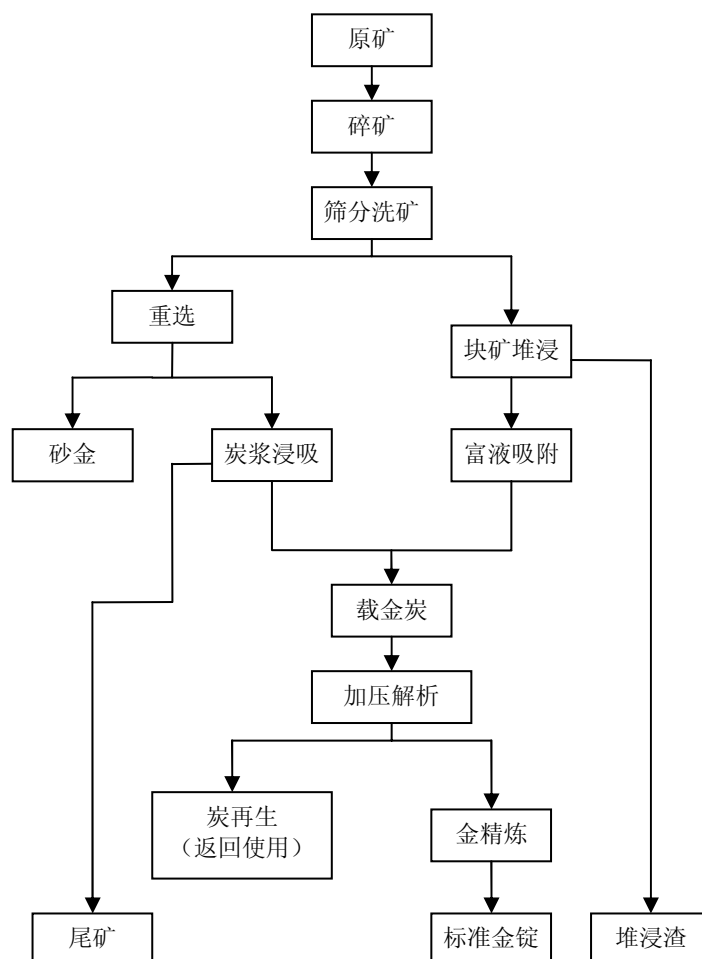 原矿
碎矿
筛分洗矿
重选
块矿堆浸
砂金
炭浆浸吸
富液吸附
载金炭
加压解析
炭再生
（返回使用）
金精炼
尾矿
标准金锭
堆浸渣